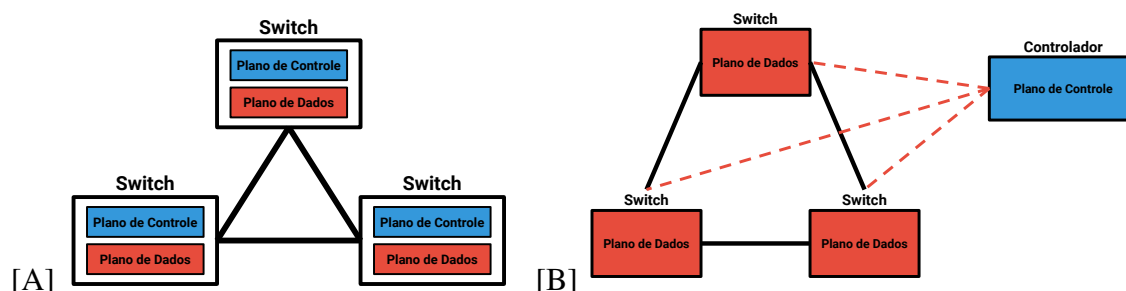 Switch
Plano de Controle
Plano de Dados
Switch
Plano de Controle
Plano de Dados
Switch
Plano de Controle
Plano de Dados
[A]
Switch
Plano de Dados
Controlador
Plano de Controle
Switch
Plano de Dados
Switch
Plano de Dados
[B]